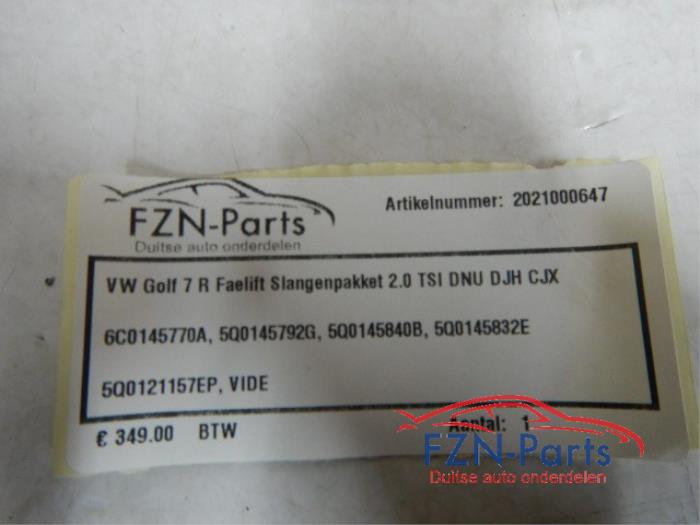 FZN-Parts
Duitse auto onderdelen
Artikelnummer: 2021000647
VW Golf 7 R Faelift Slangenpakket 2.0 TSI DNU DJH CJX
6C0145770A, 5Q0145792G, 5Q0145840B, 5Q0145832E
5Q0121157EP, VIDE
€ 349.00 BTW
Aantal: 1
FZN-Parts
Duitse auto onderdelen